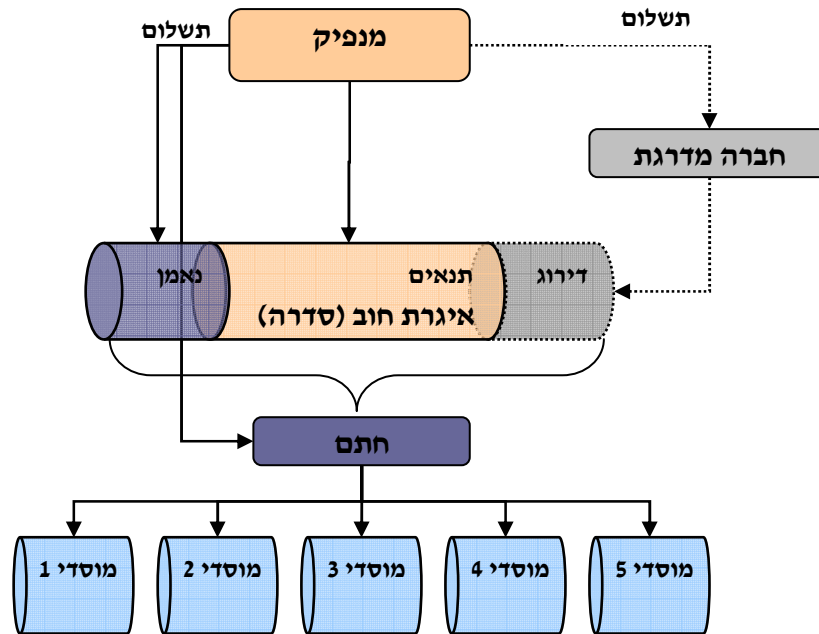 תשלום
מנפיק
תשלום
חברה מדרגת
דירוג
תנאים
נאמן
איגרת חוב (סדרה)
חתם
מוסדי 5
מוסדי 4
מוסדי 3
מוסדי 2
מוסדי 1